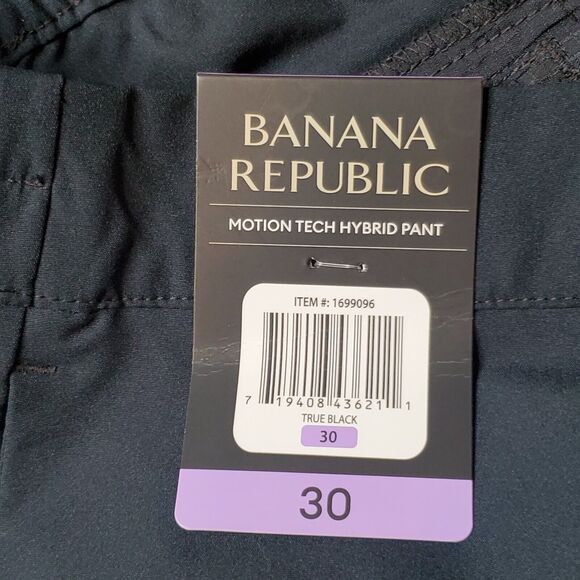 BANANA
REPUBLIC
MOTION TECH HYBRID PANT
ITEM #: 1699096
7 19408 43621 1
TRUE BLACK
30
30